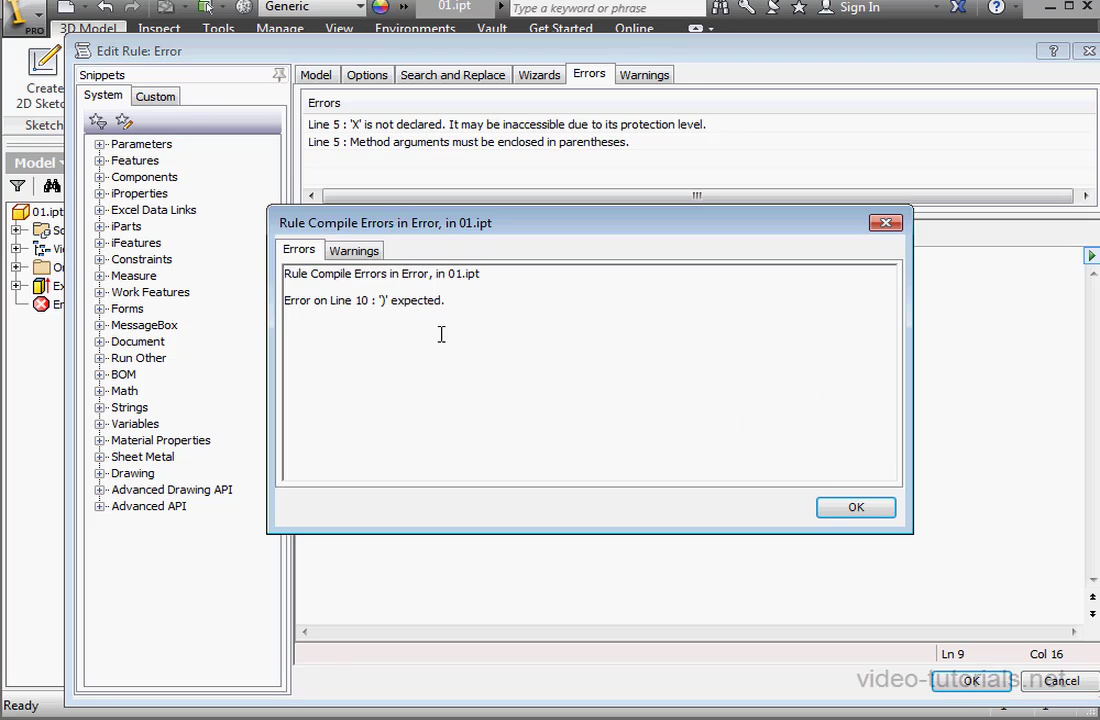 Generic
01.ipt
Type a keyword or phrase
Sign In
PRO
3D Model
Inspect
Tools
Manage
View
Environments
Vault
Get Started
Online
Edit Rule: Error
Create
2D Sketc
Sketch
Snippets
System
Custom
Model
Options
Search and Replace
Wizards
Errors
Warnings
Errors
Line 5 : 'X' is not declared. It may be inaccessible due to its protection level.
Line 5 : Method arguments must be enclosed in parentheses.
Model
01.ipt
Parameters
Features
Components
iProperties
Excel Data Links
iParts
iFeatures
Constraints
Measure
Work Features
Forms
MessageBox
Document
Run Other
BOM
Math
Strings
Variables
Material Properties
Sheet Metal
Drawing
Advanced Drawing API
Advanced API
Rule Compile Errors in Error, in 01.ipt
Errors
Warnings
Rule Compile Errors in Error, in 01.ipt
Error on Line 10 : ')' expected.
OK
Ln 9
Col 16
video-tutorials.net
OK
Cancel
Ready